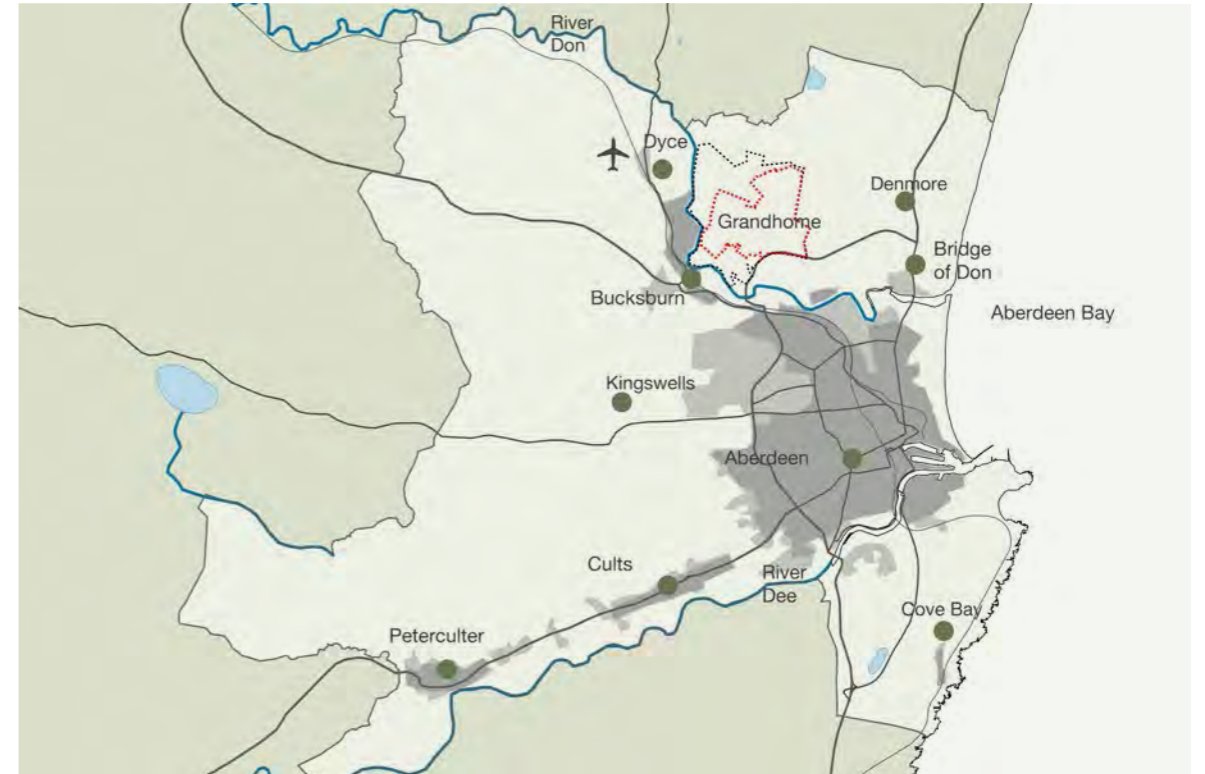 River
Don
Dyce
Denmore
Grandhome
Bridge
of Don
Bucksburn
Aberdeen Bay
Kingswells
Aberdeen
Cults
River
Dee
Cove Bay
Peterculter